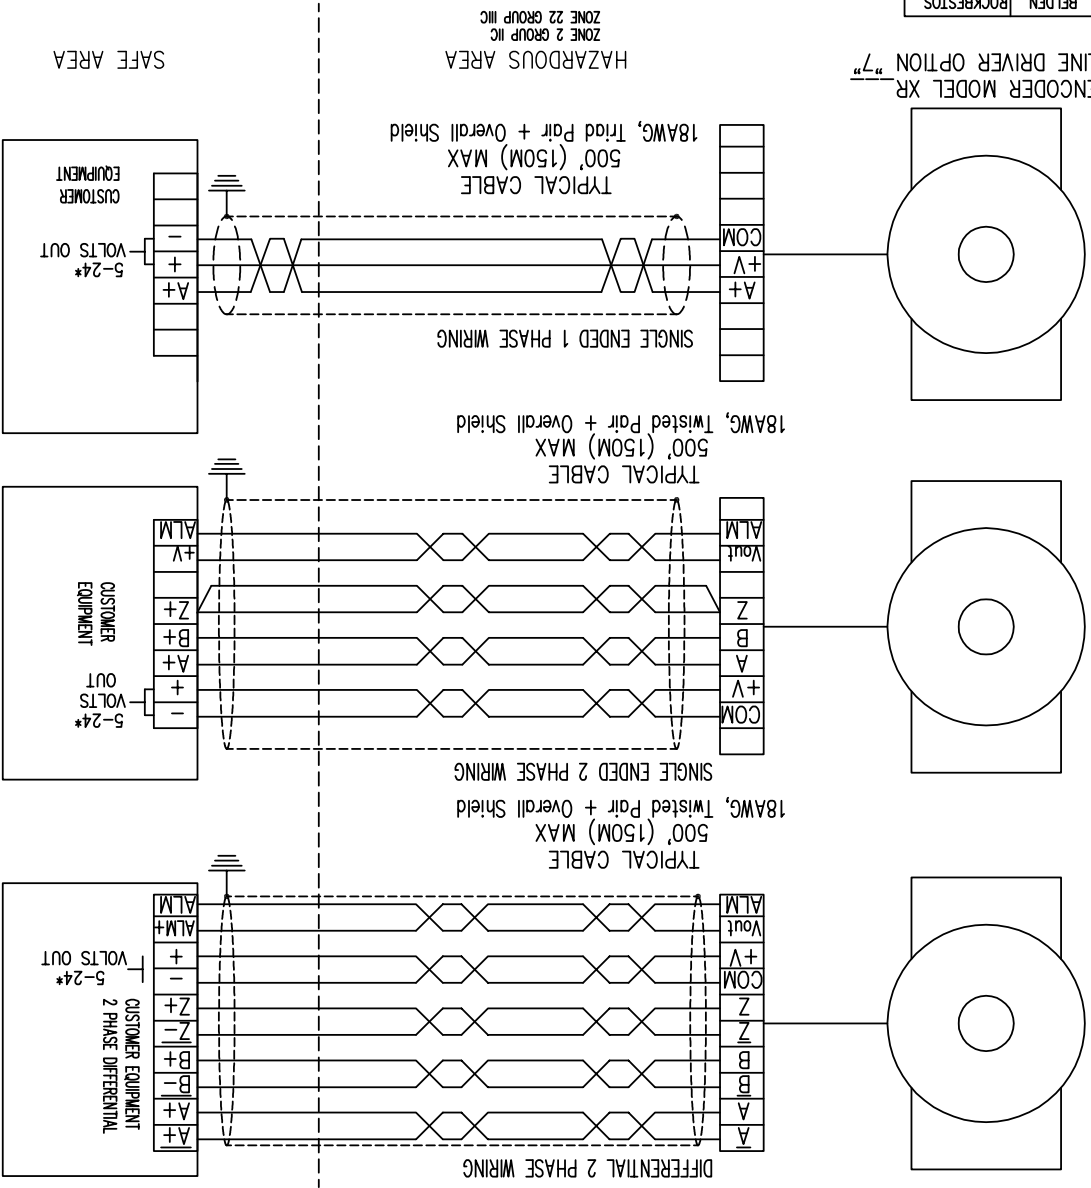 DIFFERENTIAL 2 PHASE WIRING
A̅
A
B̅
B
Z̅
Z
COM
+V
Vout
ALM
A̅+̅
A+
B̅-̅
B+
Z̅-̅
Z+
-
+
ALM+
ALM
CUSTOMER EQUIPMENT
2 PHASE DIFFERENTIAL
5-24*
VOLTS OUT
TYPICAL CABLE
500' (150M) MAX
18AWG, Twisted Pair + Overall Shield
SINGLE ENDED 2 PHASE WIRING
COM
+V
A
B
Z
Vout
ALM
-
+
A+
B+
Z+
+V
ALM
5-24*
VOLTS
OUT
CUSTOMER
EQUIPMENT
TYPICAL CABLE
500' (150M) MAX
18AWG, Twisted Pair + Overall Shield
SINGLE ENDED 1 PHASE WIRING
A+
+V
COM
A+
+
-
5-24*
VOLTS OUT
CUSTOMER
EQUIPMENT
TYPICAL CABLE
500' (150M) MAX
18AWG, Triad Pair + Overall Shield
ENCODER MODEL XR
LINE DRIVER OPTION "7"
HAZARDOUS AREA
ZONE 2 GROUP IIC
ZONE 22 GROUP IIIC
SAFE AREA
BELDEN ROCKBESTOS